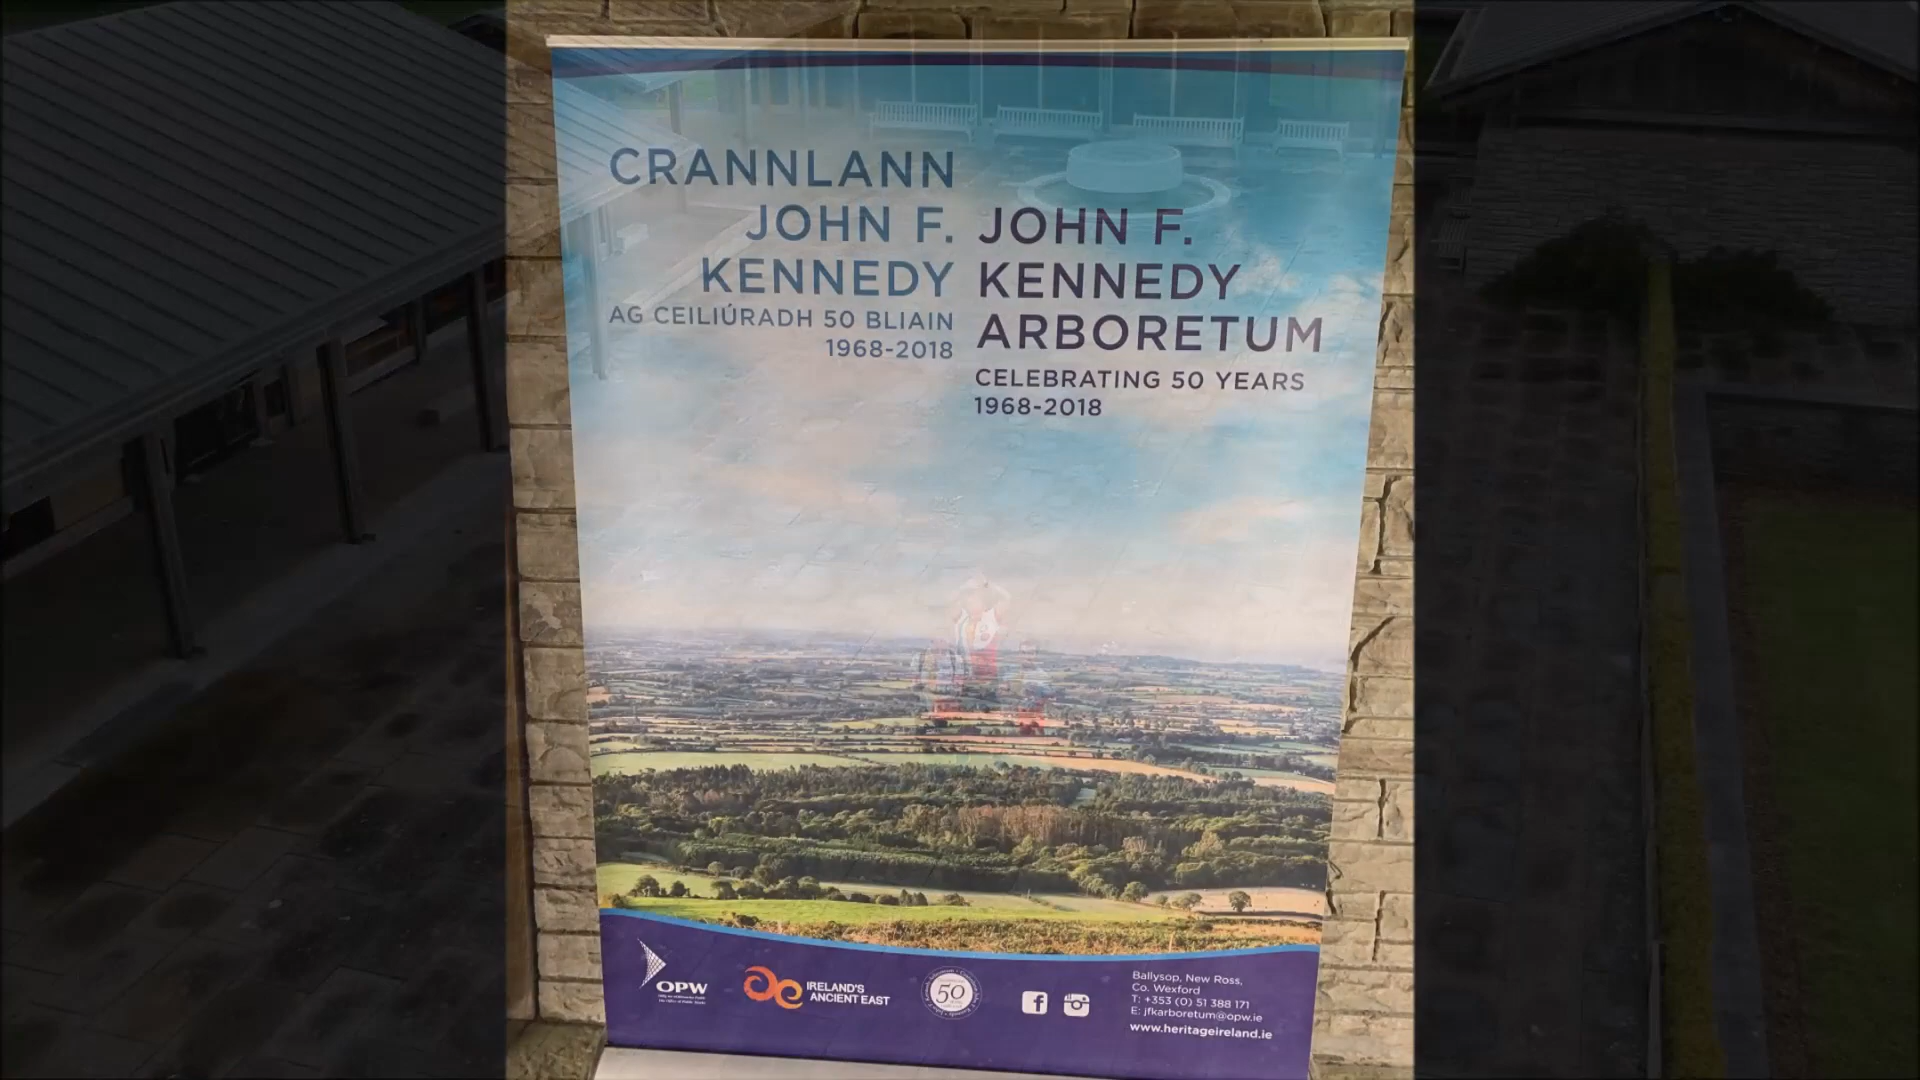 CRANNLANN
JOHN F.
KENNEDY
AG CEILIÚRADH 50 BLIAIN
1968-2018
JOHN F.
KENNEDY
ARBORETUM
CELEBRATING 50 YEARS
1968-2018
OPW
IRELAND'S
ANCIENT EAST
50
Ballysop, New Ross,
Co. Wexford
T: +353 (0) 51 388 171
E: jfkarboretum@opw.ie
www.heritageireland.ie